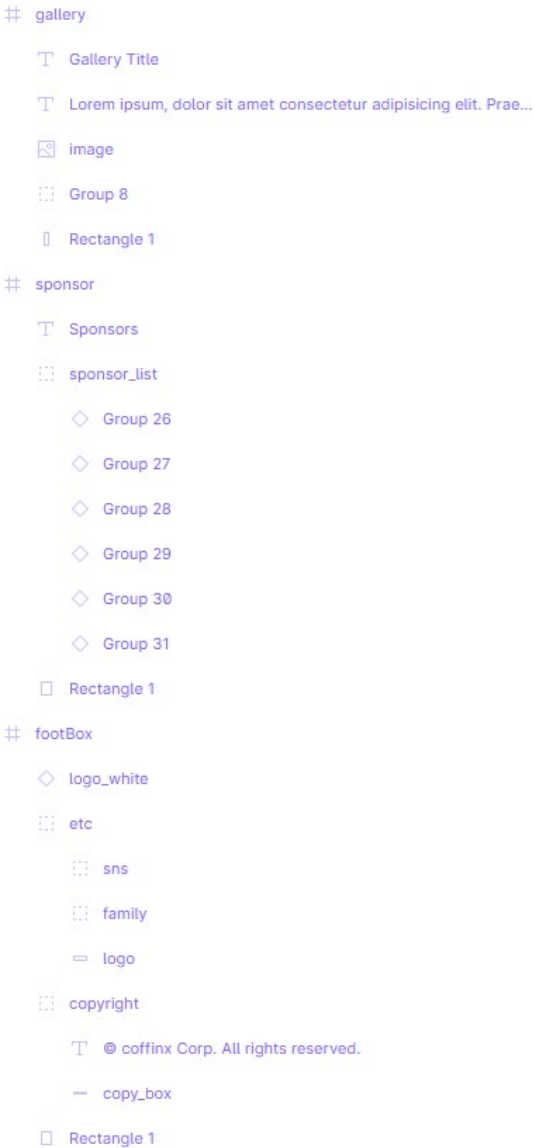 gallery
Gallery Title
Lorem ipsum, dolor sit amet consectetur adipisicing elit. Prae...
image
Group 8
Rectangle 1
sponsor
Sponsors
sponsor_list
Group 26
Group 27
Group 28
Group 29
Group 30
Group 31
Rectangle 1
footBox
logo_white
etc
sns
family
logo
copyright
© coffinx Corp. All rights reserved.
copy_box
Rectangle 1